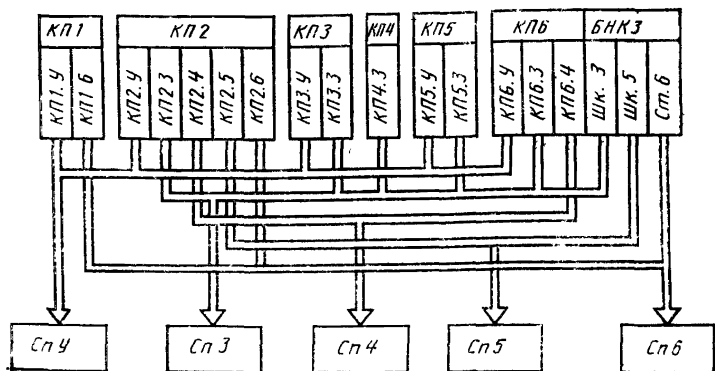 КП1 КП2 КП3 КП4 КП5 КП6 БНК3
КП1.У КП1 6 КП2.У КП2 3 КП2.4 КП2.5 КП2.6 КП3.У КП3.3 КП4.3 КП5.У КП5.3 КП6.У КП6.3 КП6.4 Шк. 3 Шк. 5 Ст. 6
Сп У Сп 3 Сп 4 Сп 5 Сп 6